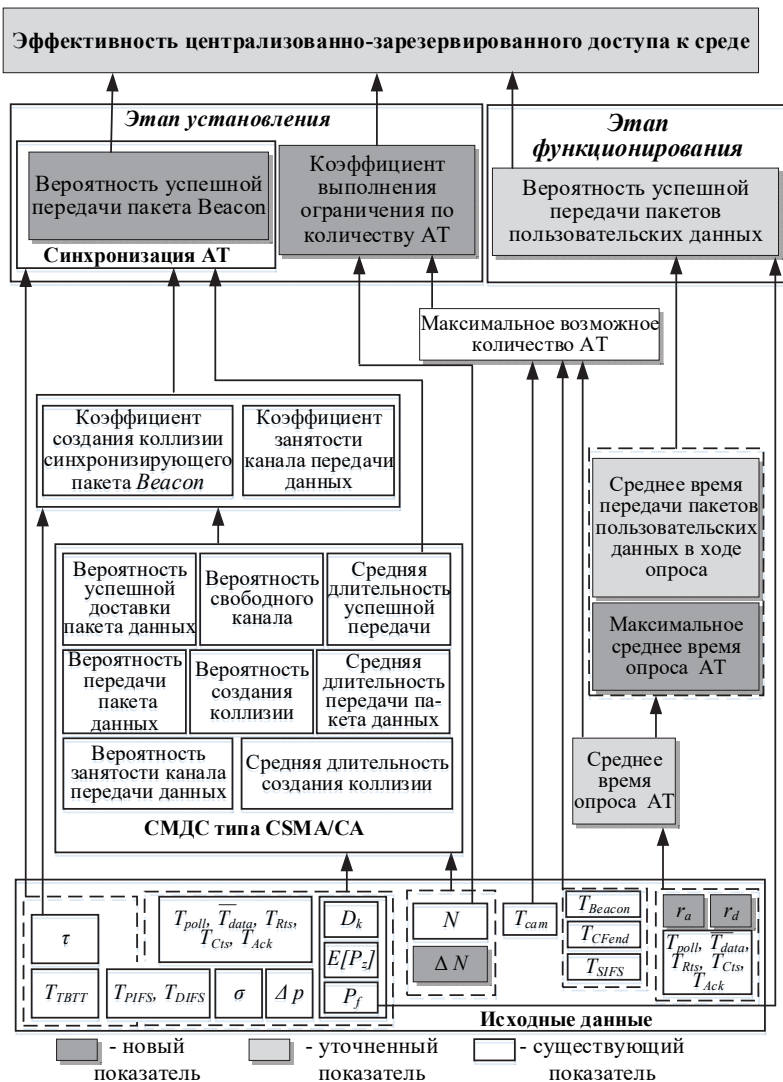 Эффективность централизованно-зарезервированного доступа к среде
Этап установления
Вероятность успешной
передачи пакета Beacon
Синхронизация АТ
Коэффициент
выполнения
ограничения по
количеству АТ
Этап
функционирования
Вероятность успешной
передачи пакетов
пользовательских данных
Максимальное возможное
количество АТ
Коэффициент
создания коллизии
синхронизирующего
пакета Beacon
Коэффициент
занятости
канала передачи
данных
Среднее время
передачи пакетов
пользовательских
данных в ходе
опроса
Максимальное
среднее время
опроса АТ
Вероятность
успешной
доставки
пакета данных
Вероятность
свободного
канала
Средняя
длительность
успешной
передачи
Вероятность
передачи
пакета
данных
Вероятность
создания
коллизии
Средняя
длительность
передачи па-
кета данных
Вероятность
занятости канала
передачи данных
Средняя длительность
создания коллизии
СМДС типа CSMA/CA
Среднее
время
опроса АТ
τ
T_TBTT
T_poll, T̅_data, T_Rts,
T_Cts, T_Ack
T_PIFS, T_DIFS
σ
Δp
D_k
E[P_z]
P_f
N
ΔN
T_cam
T_Beacon
T_CFend
T_SIFS
r_a
r_d
T_poll, T̅_data,
T_Rts, T_Cts,
T_Ack
Исходные данные
- новый
показатель
- уточненный
показатель
- существующий
показатель